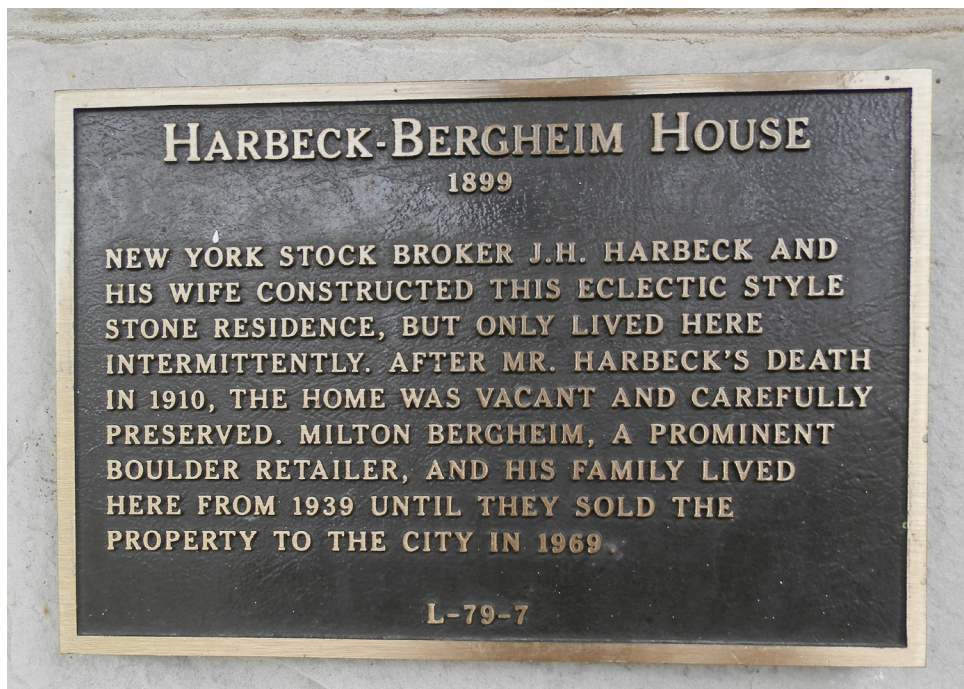 HARBECK-BERGHEIM HOUSE
1899
NEW YORK STOCK BROKER J.H. HARBECK AND
HIS WIFE CONSTRUCTED THIS ECLECTIC STYLE
STONE RESIDENCE, BUT ONLY LIVED HERE
INTERMITTENTLY. AFTER MR. HARBECK'S DEATH
IN 1910, THE HOME WAS VACANT AND CAREFULLY
PRESERVED. MILTON BERGHEIM, A PROMINENT
BOULDER RETAILER, AND HIS FAMILY LIVED
HERE FROM 1939 UNTIL THEY SOLD THE
PROPERTY TO THE CITY IN 1969.
L-79-7